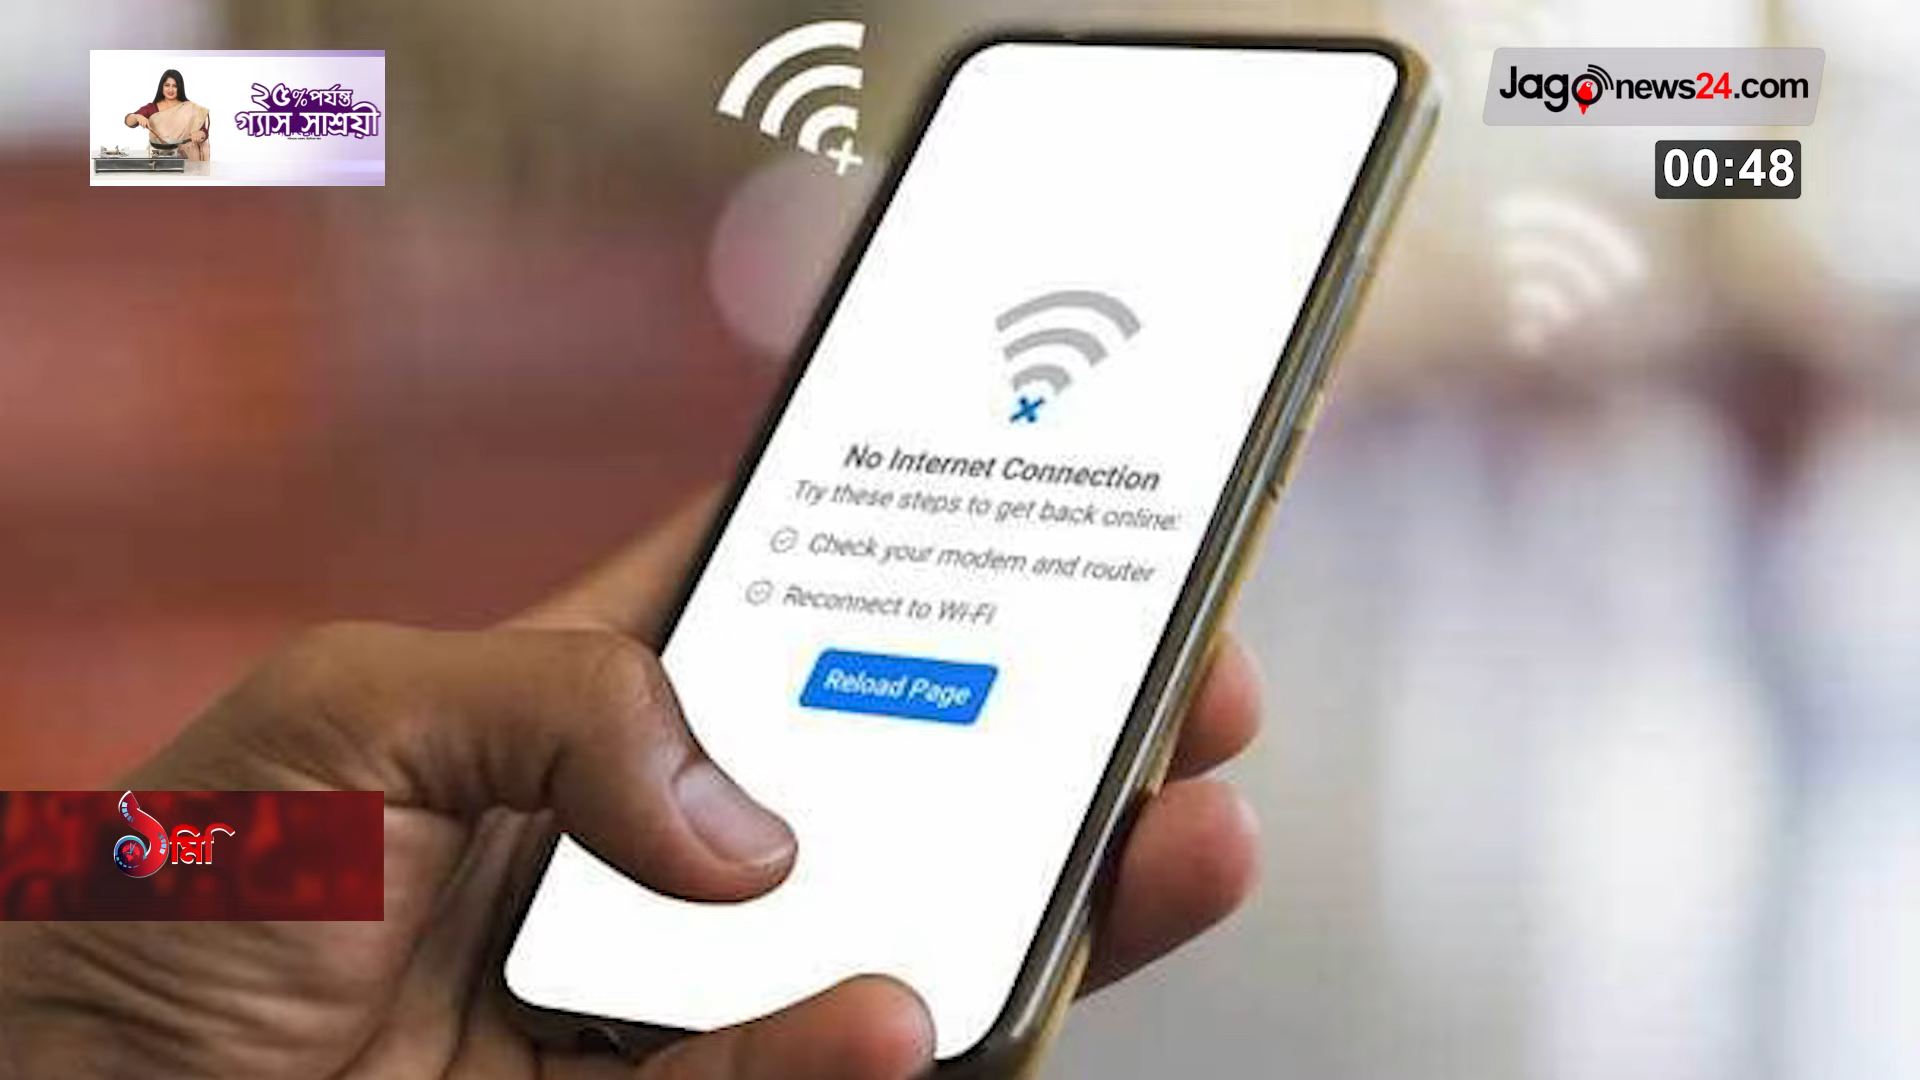 ২৫% পর্যন্ত
গ্যাস সাশ্রয়ী
Jagonews24.com
00:48
No Internet Connection
Try these steps to get back online:
Check your modem and router
Reconnect to Wi-Fi
Reload Page
১মি